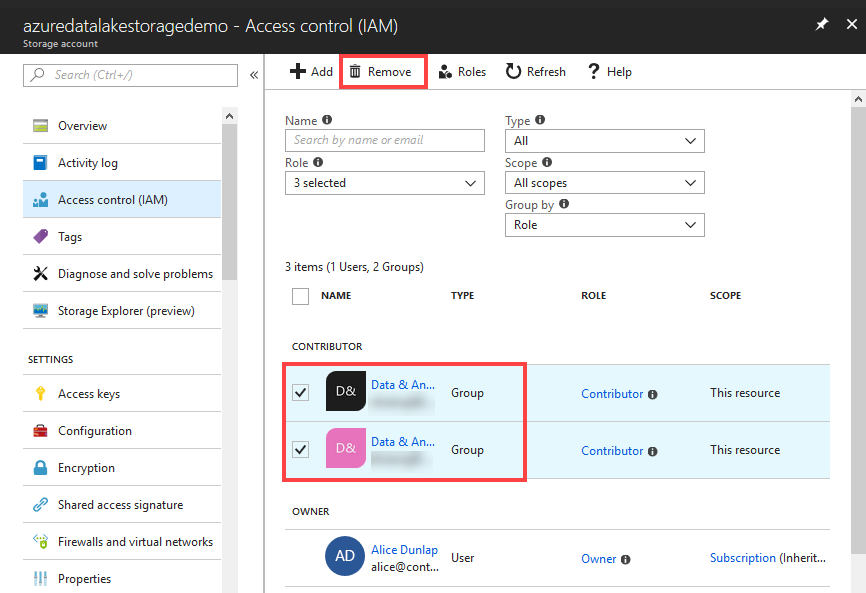 azuredatalakestoragedemo - Access control (IAM)
Storage account
Search (Ctrl+/)
«
Overview
Activity log
Access control (IAM)
Tags
Diagnose and solve problems
Storage Explorer (preview)
SETTINGS
Access keys
Configuration
Encryption
Shared access signature
Firewalls and virtual networks
Properties
Add Remove Roles Refresh ? Help
Name
Search by name or email
Type
All
Role
3 selected
Scope
All scopes
Group by
Role
3 items (1 Users, 2 Groups)
NAME TYPE ROLE SCOPE
CONTRIBUTOR
D& Data & An... Group Contributor This resource
D& Data & An... Group Contributor This resource
OWNER
AD Alice Dunlap User Owner Subscription (Inherit...
alice@cont...